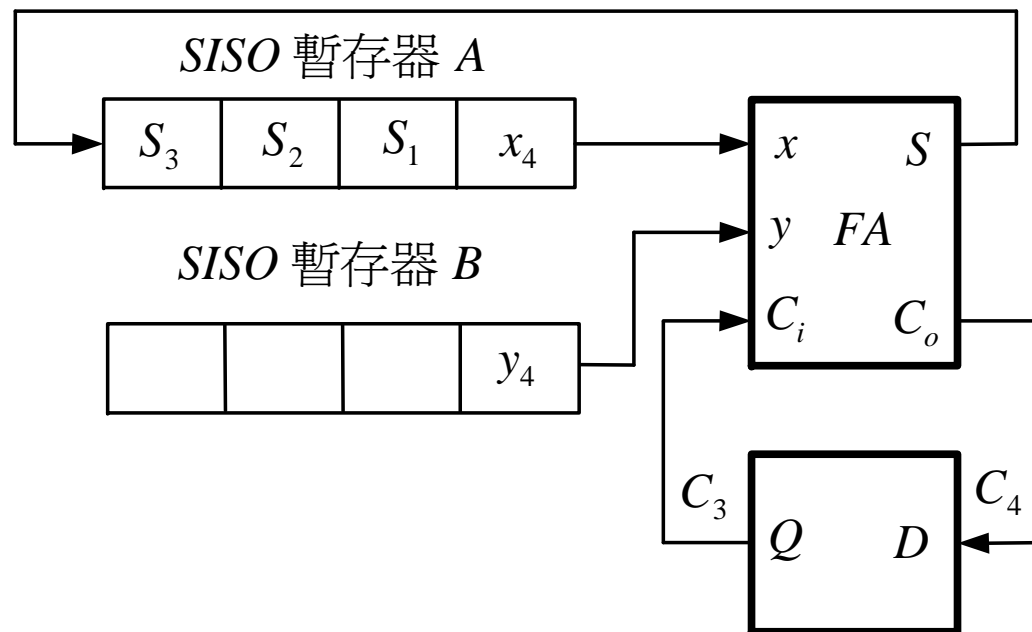 SISO 暫存器 A
S₃ S₂ S₁ x₄
x S
y FA
SISO 暫存器 B
Cᵢ Cₒ
y₄
C₃ C₄
Q D